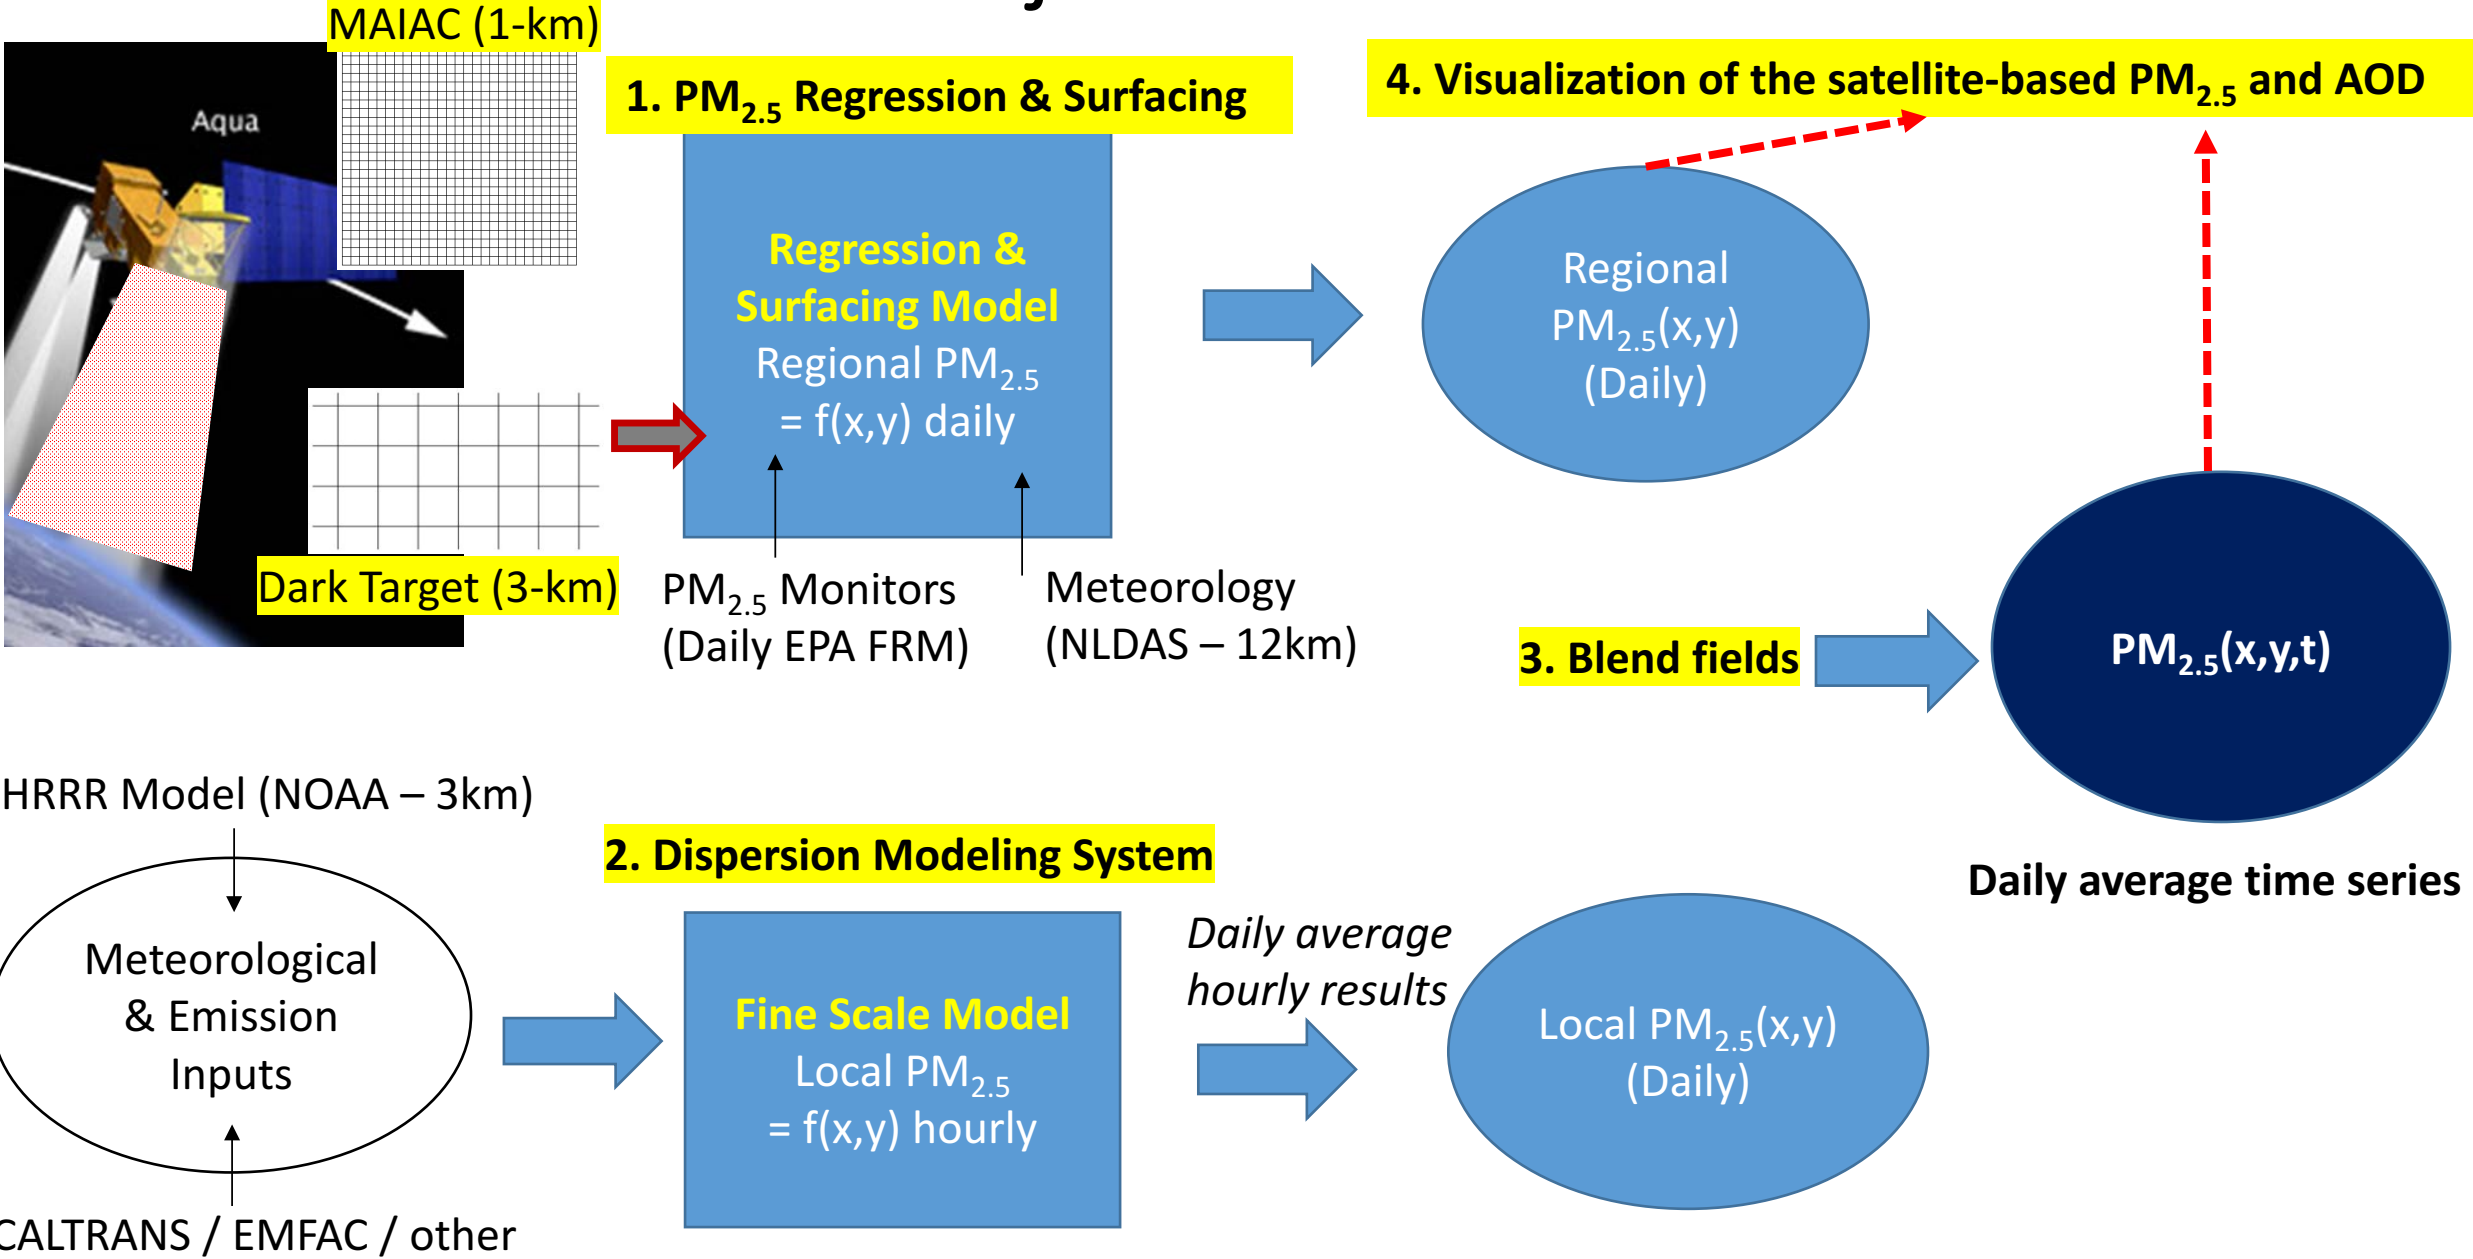 MAIAC (1-km)
Aqua
Dark Target (3-km)
1. PM2.5 Regression & Surfacing
Regression &
Surfacing Model
Regional PM2.5
= f(x,y) daily
PM2.5 Monitors
(Daily EPA FRM)
Meteorology
(NLDAS – 12km)
4. Visualization of the satellite-based PM2.5 and AOD
Regional
PM2.5(x,y)
(Daily)
3. Blend fields
PM2.5(x,y,t)
Daily average time series
HRRR Model (NOAA – 3km)
Meteorological
& Emission
Inputs
CALTRANS / EMFAC / other
2. Dispersion Modeling System
Fine Scale Model
Local PM2.5
= f(x,y) hourly
Daily average
hourly results
Local PM2.5(x,y)
(Daily)